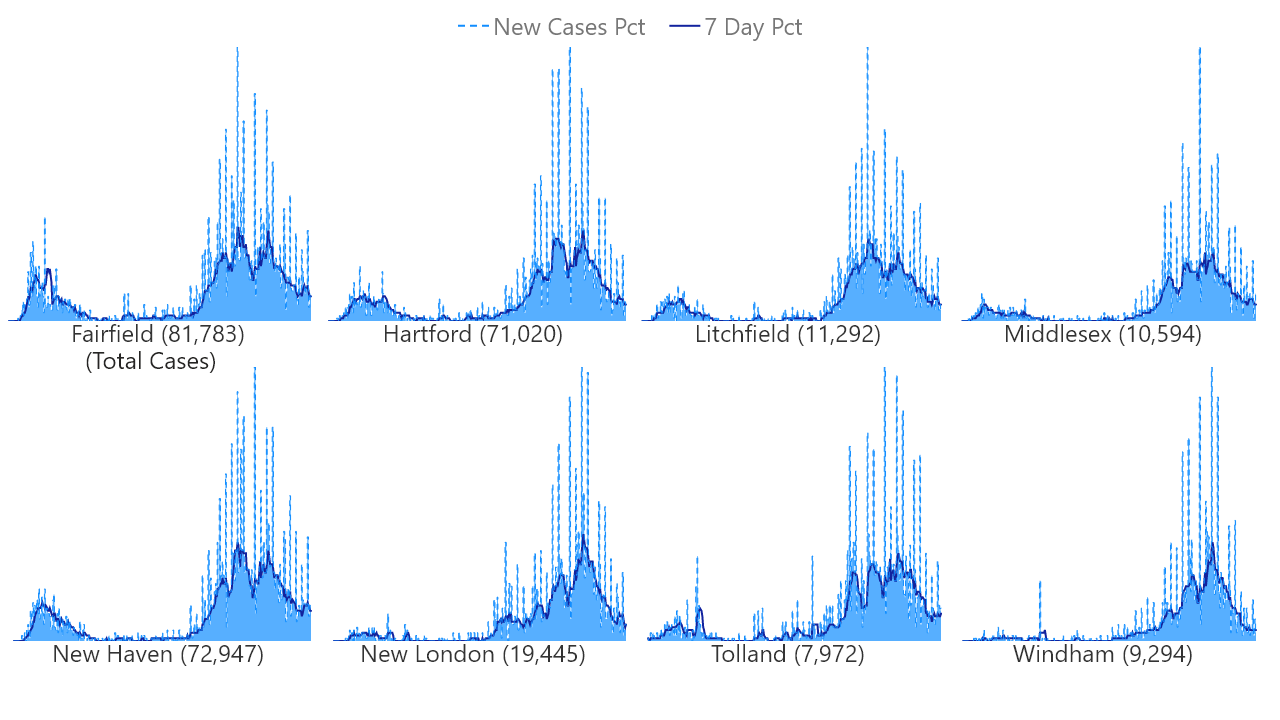 New Cases Pct 7 Day Pct
Fairfield (81,783) Hartford (71,020) Litchfield (11,292) Middlesex (10,594)
(Total Cases)
New Haven (72,947) New London (19,445) Tolland (7,972) Windham (9,294)